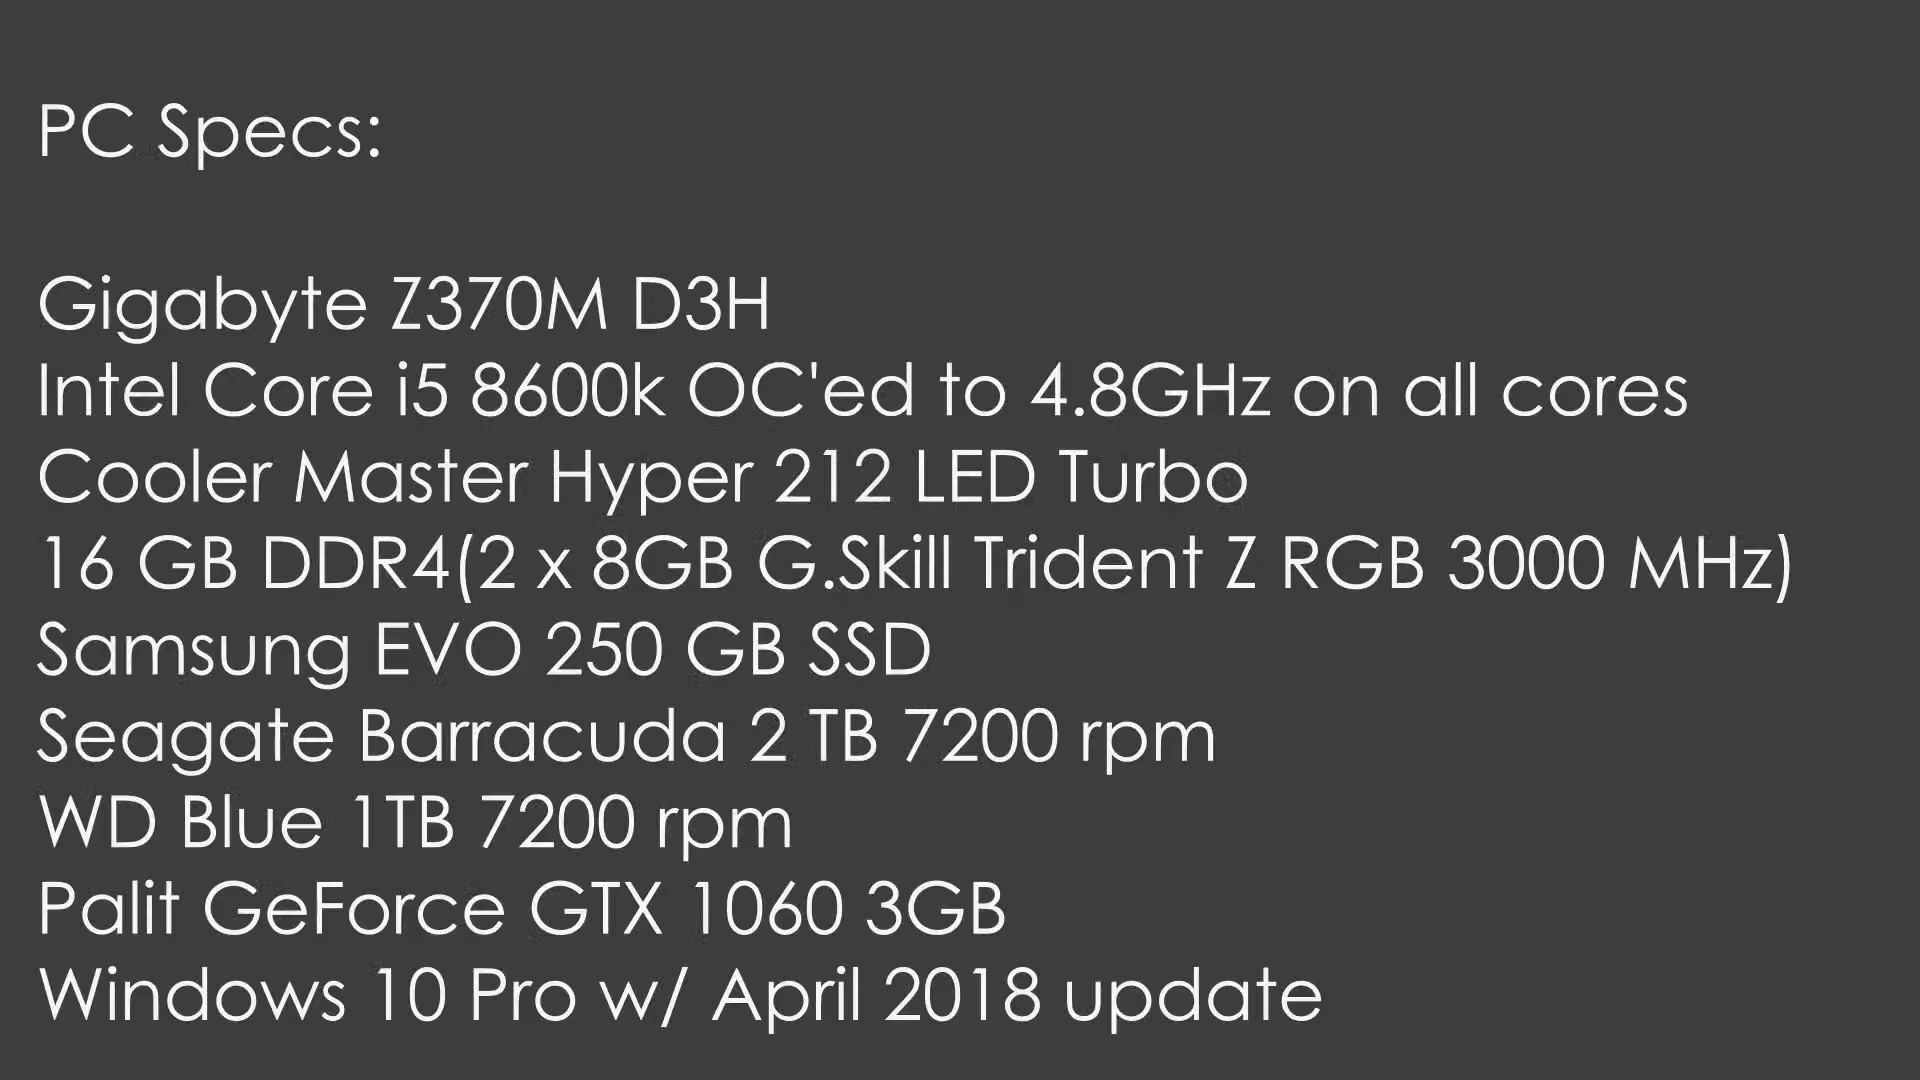 PC Specs:
Gigabyte Z370M D3H
Intel Core i5 8600k OC'ed to 4.8GHz on all cores
Cooler Master Hyper 212 LED Turbo
16 GB DDR4(2 x 8GB G.Skill Trident Z RGB 3000 MHz)
Samsung EVO 250 GB SSD
Seagate Barracuda 2 TB 7200 rpm
WD Blue 1TB 7200 rpm
Palit GeForce GTX 1060 3GB
Windows 10 Pro w/ April 2018 update